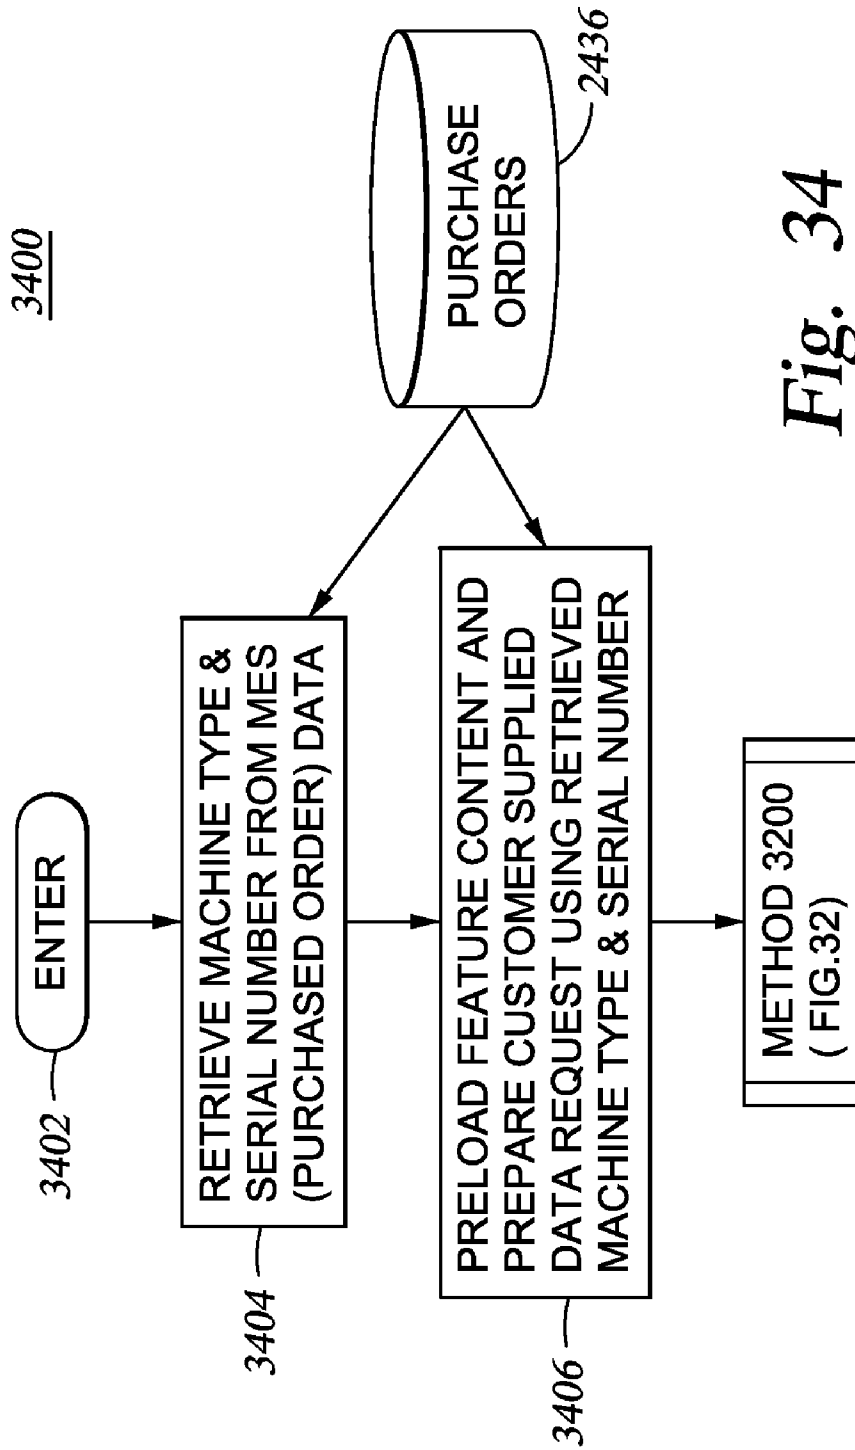 3400
3402
ENTER
3404
RETRIEVE MACHINE TYPE &
SERIAL NUMBER FROM MES
(PURCHASED ORDER) DATA
PURCHASE
ORDERS
2436
3406
PRELOAD FEATURE CONTENT AND
PREPARE CUSTOMER SUPPLIED
DATA REQUEST USING RETRIEVED
MACHINE TYPE & SERIAL NUMBER
METHOD 3200
( FIG.32)
Fig. 34